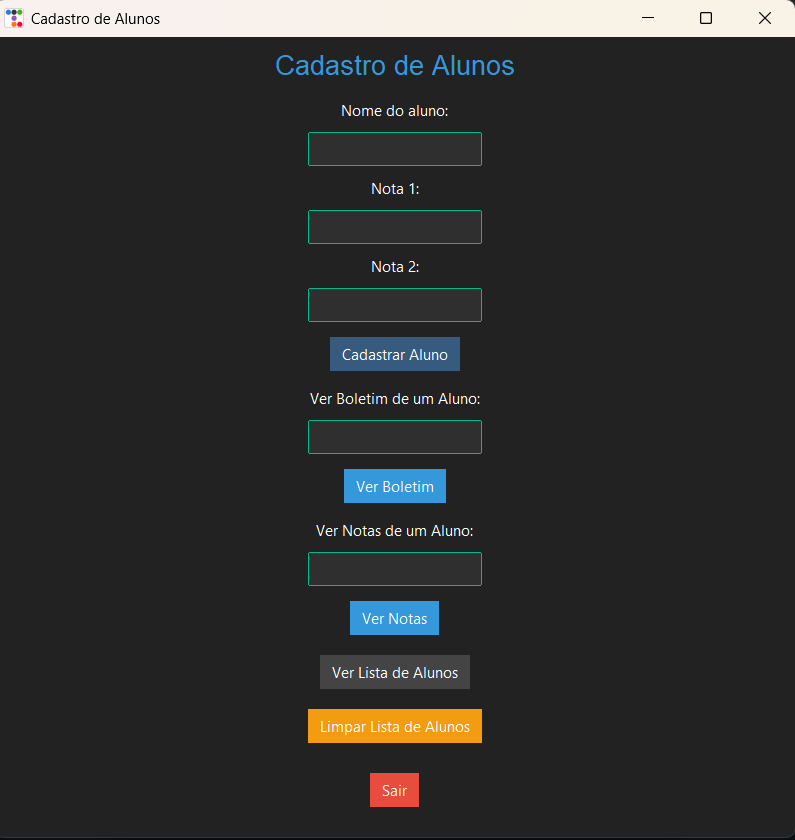 Cadastro de Alunos
Cadastro de Alunos
Nome do aluno:
Nota 1:
Nota 2:
Cadastrar Aluno
Ver Boletim de um Aluno:
Ver Boletim
Ver Notas de um Aluno:
Ver Notas
Ver Lista de Alunos
Limpar Lista de Alunos
Sair